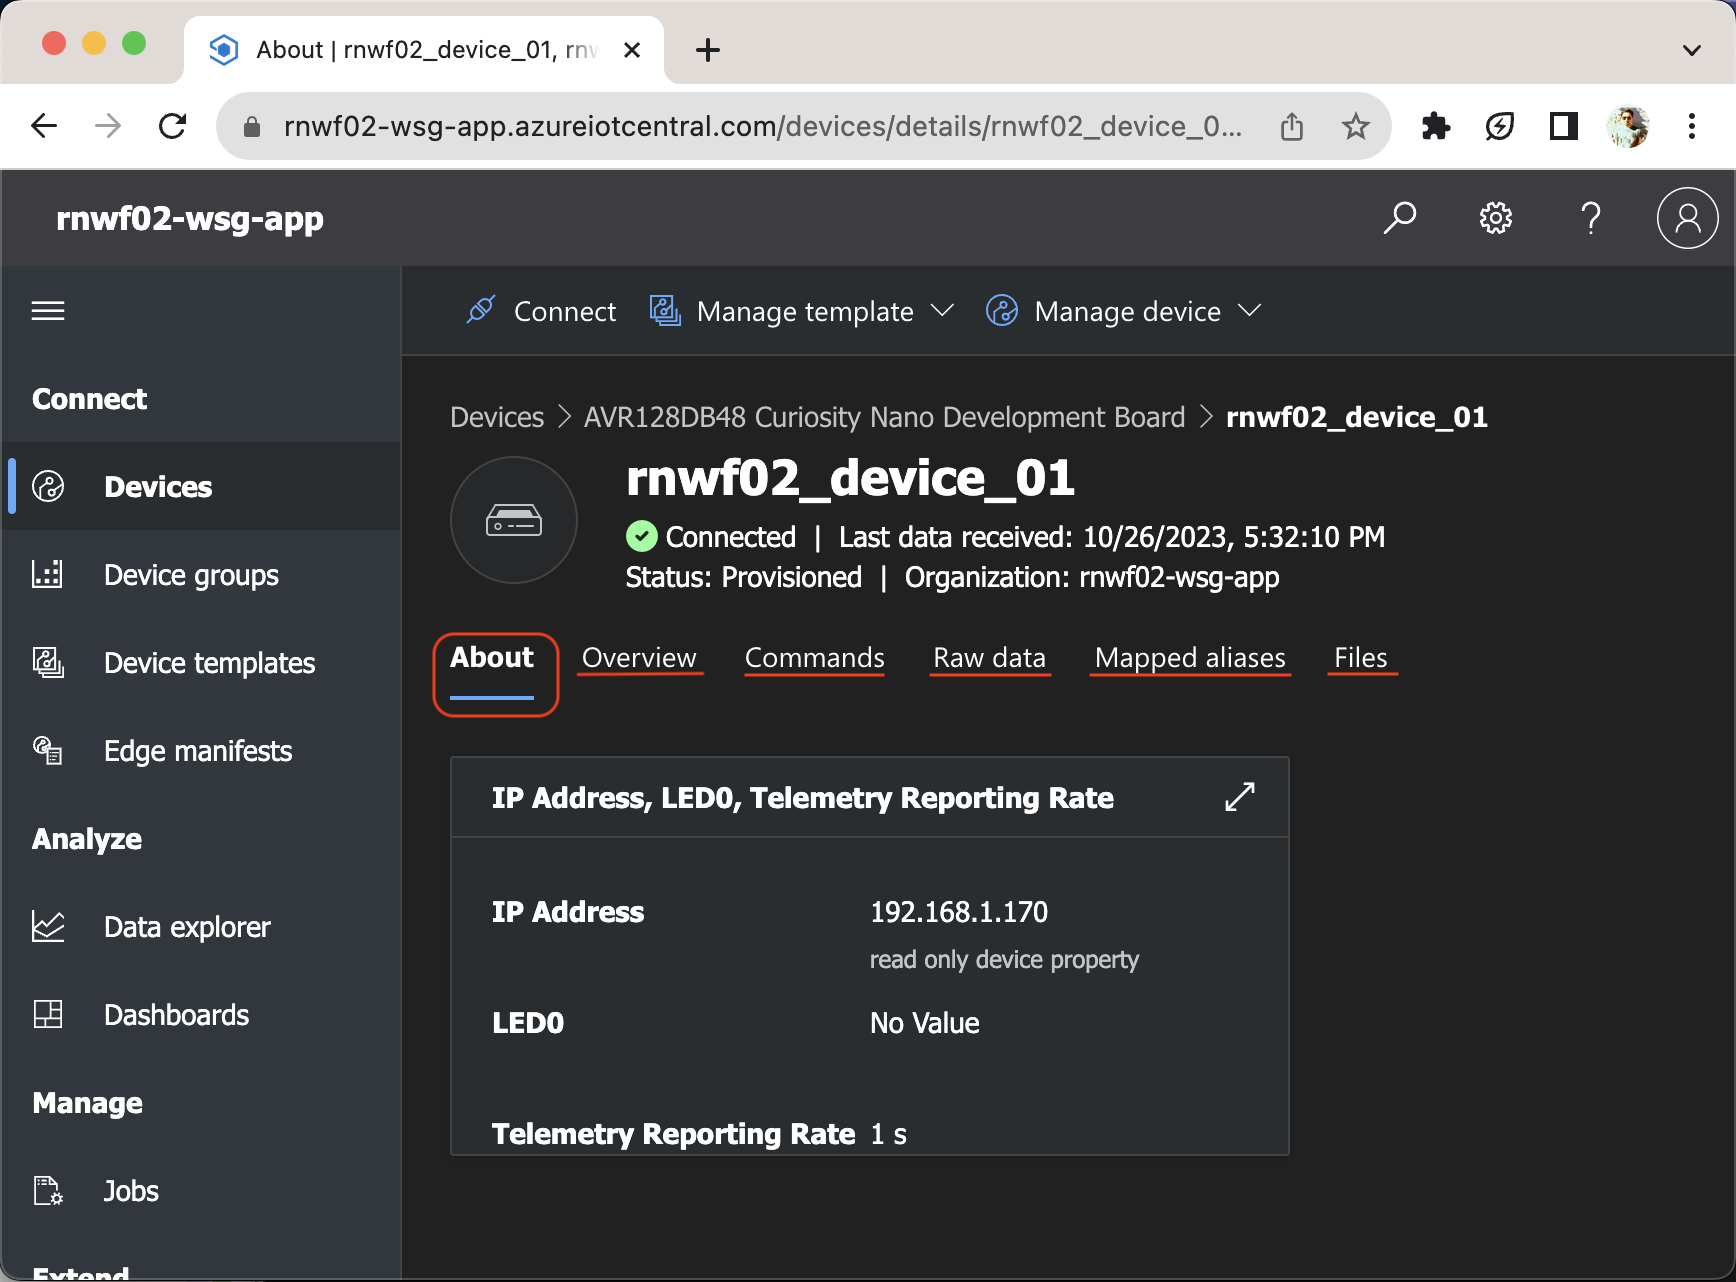 About | rnwf02_device_01, rnw
rnwf02-wsg-app.azureiotcentral.com/devices/details/rnwf02_device_0...
rnwf02-wsg-app
Connect
Manage template
Manage device
Connect
Devices
Device groups
Device templates
Edge manifests
Analyze
Data explorer
Dashboards
Manage
Jobs
Extend
Devices > AVR128DB48 Curiosity Nano Development Board > rnwf02_device_01
rnwf02_device_01
Connected | Last data received: 10/26/2023, 5:32:10 PM
Status: Provisioned | Organization: rnwf02-wsg-app
About Overview Commands Raw data Mapped aliases Files
IP Address, LED0, Telemetry Reporting Rate
IP Address 192.168.1.170
read only device property
LED0 No Value
Telemetry Reporting Rate 1 s